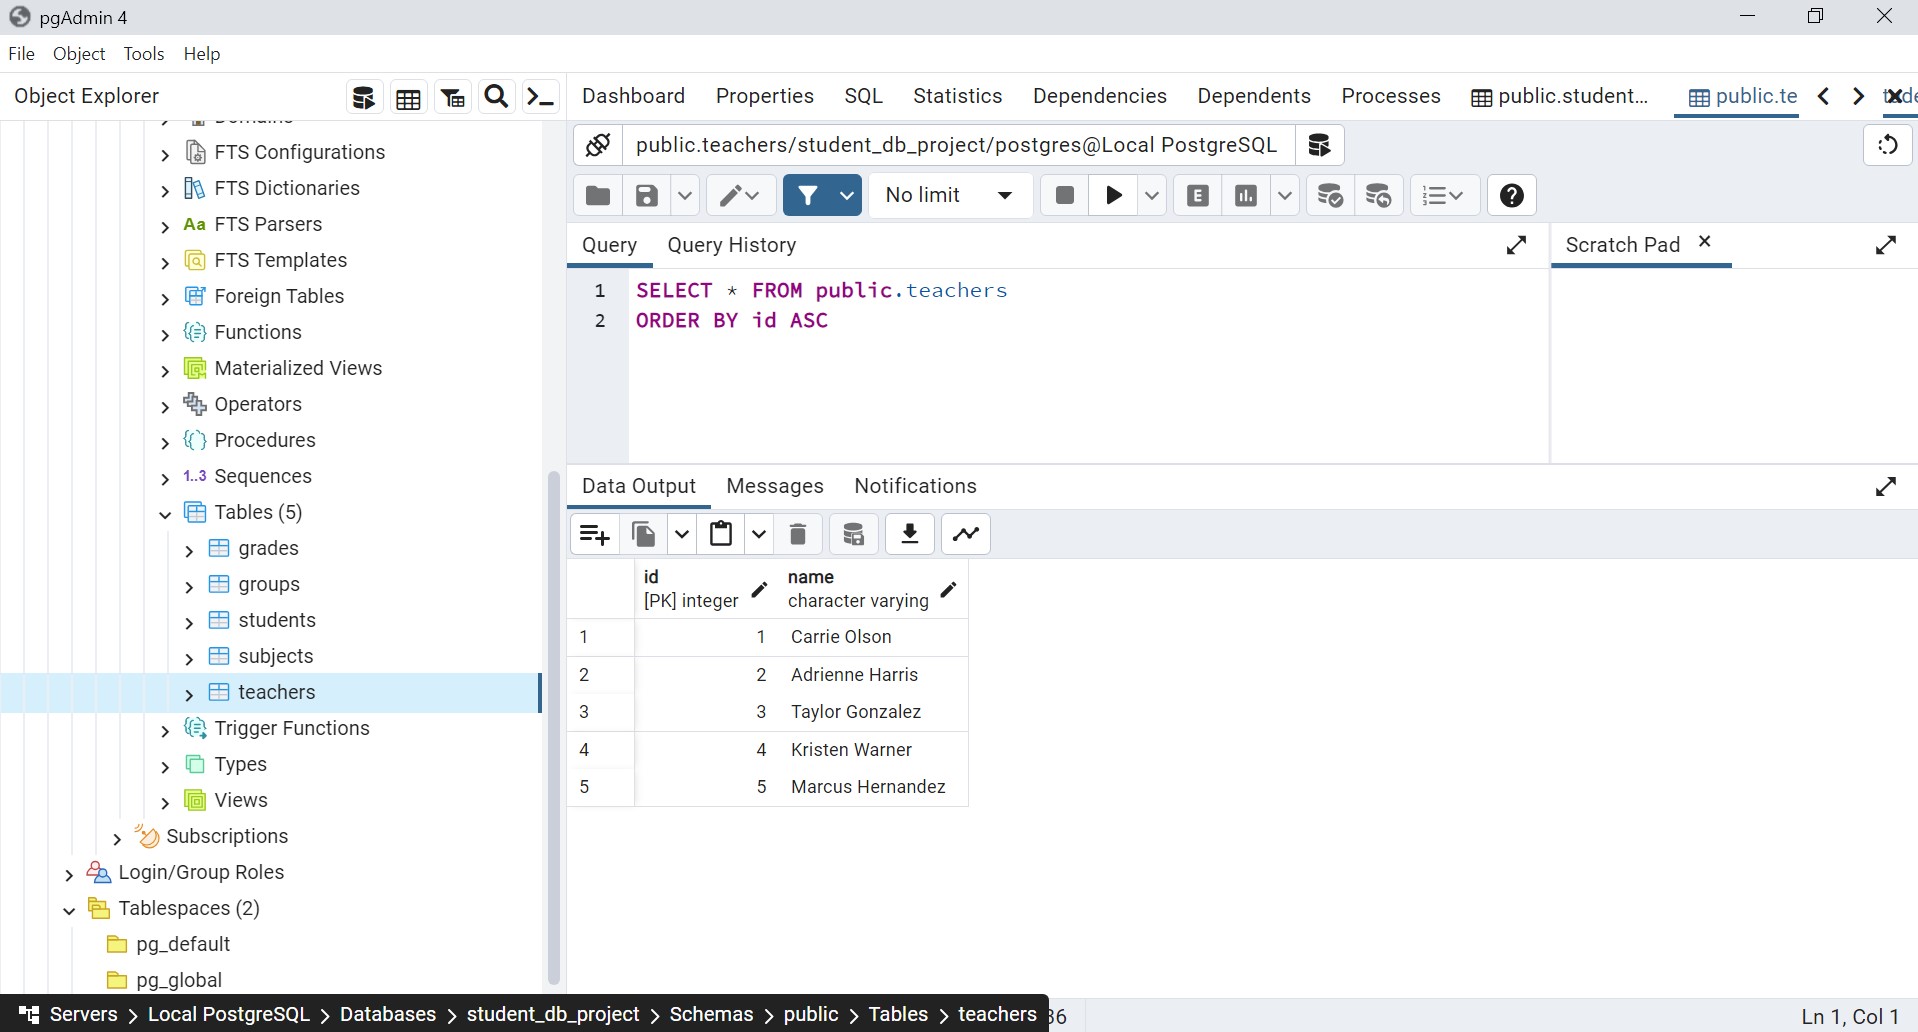 pgAdmin 4
File Object Tools Help
Object Explorer
Dashboard Properties SQL Statistics Dependencies Dependents Processes public.student... public.te
FTS Configurations
FTS Dictionaries
Aa FTS Parsers
FTS Templates
Foreign Tables
Functions
Materialized Views
Operators
Procedures
1..3 Sequences
Tables (5)
grades
groups
students
subjects
teachers
Trigger Functions
Types
Views
Subscriptions
Login/Group Roles
Tablespaces (2)
pg_default
pg_global
public.teachers/student_db_project/postgres@Local PostgreSQL
No limit
E
Query Query History
Scratch Pad
1 SELECT * FROM public.teachers
2 ORDER BY id ASC
Data Output Messages Notifications
id name
[PK] integer character varying
1 1 Carrie Olson
2 2 Adrienne Harris
3 3 Taylor Gonzalez
4 4 Kristen Warner
5 5 Marcus Hernandez
Servers > Local PostgreSQL > Databases > student_db_project > Schemas > public > Tables > teachers
Ln 1, Col 1